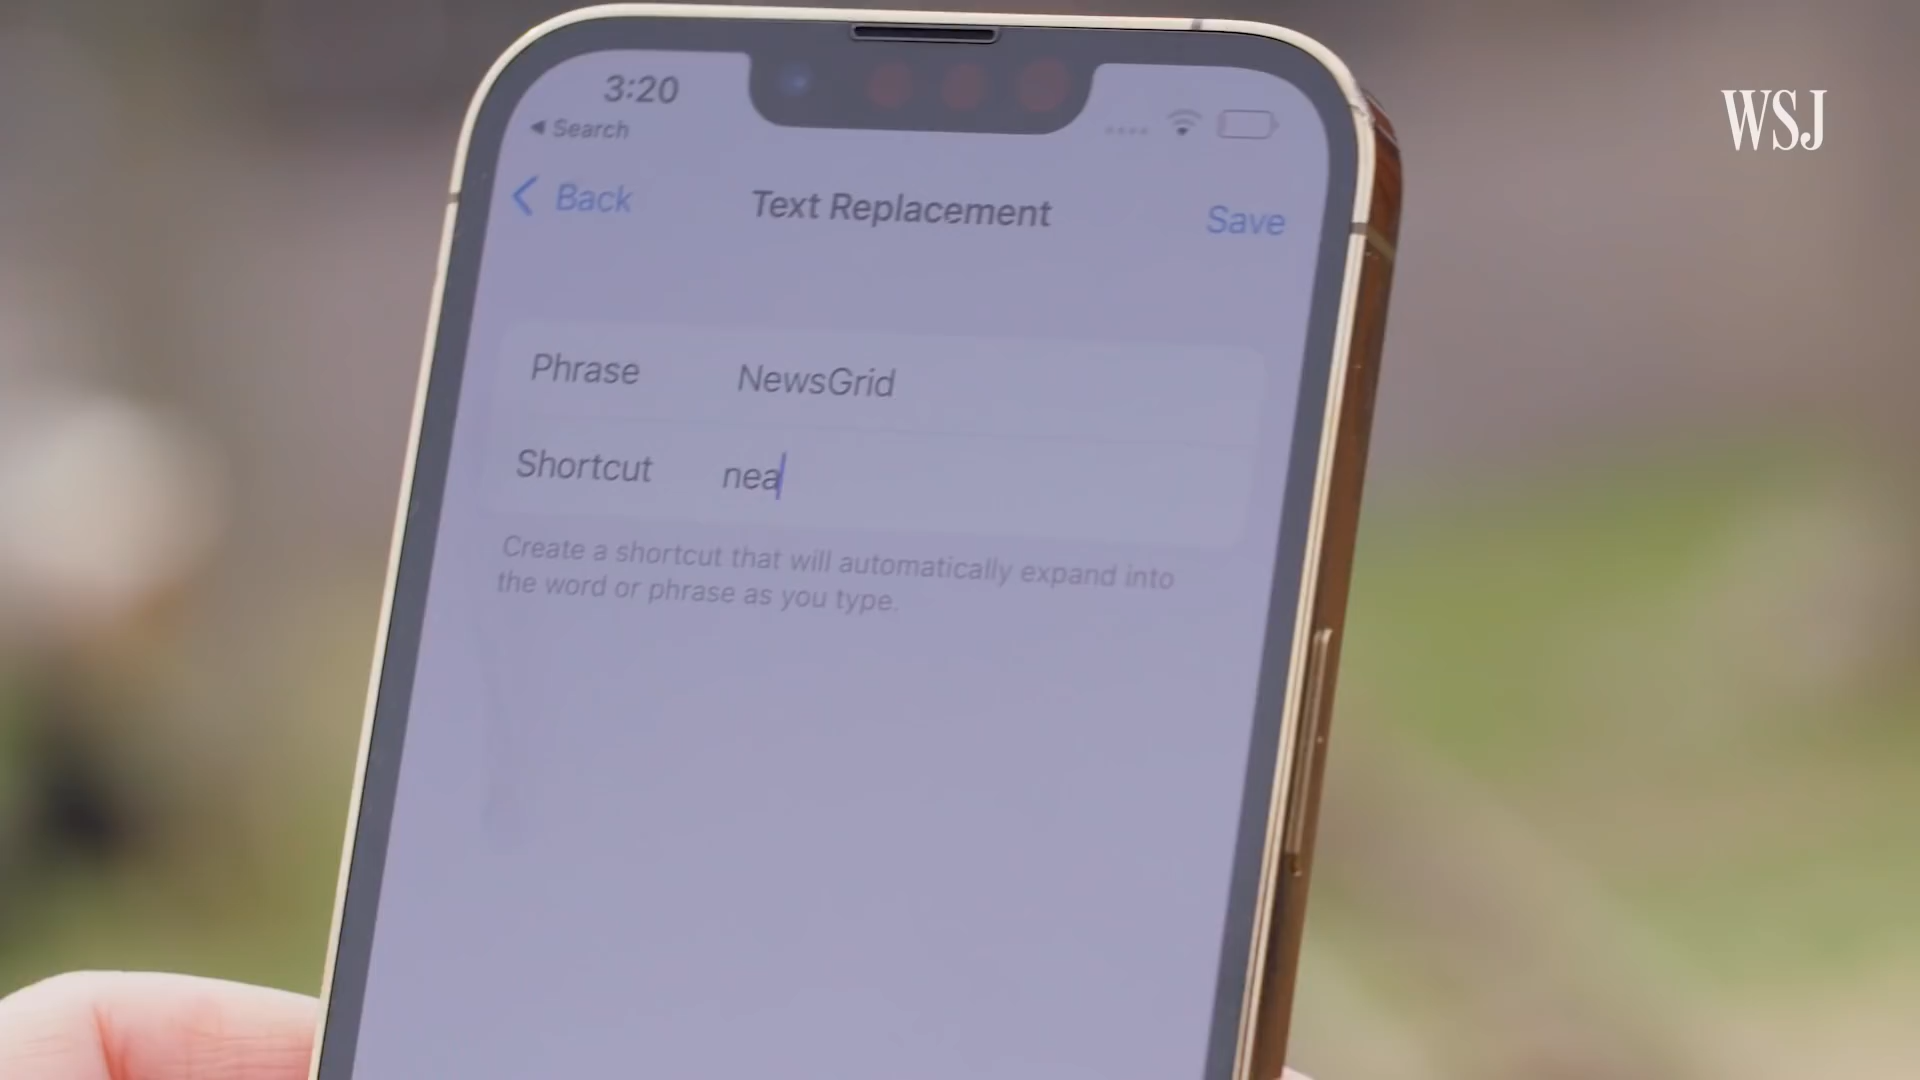 WSJ
3:20
◀ Search
Back
Text Replacement
Save
Phrase NewsGrid
Shortcut nea
Create a shortcut that will automatically expand into
the word or phrase as you type.